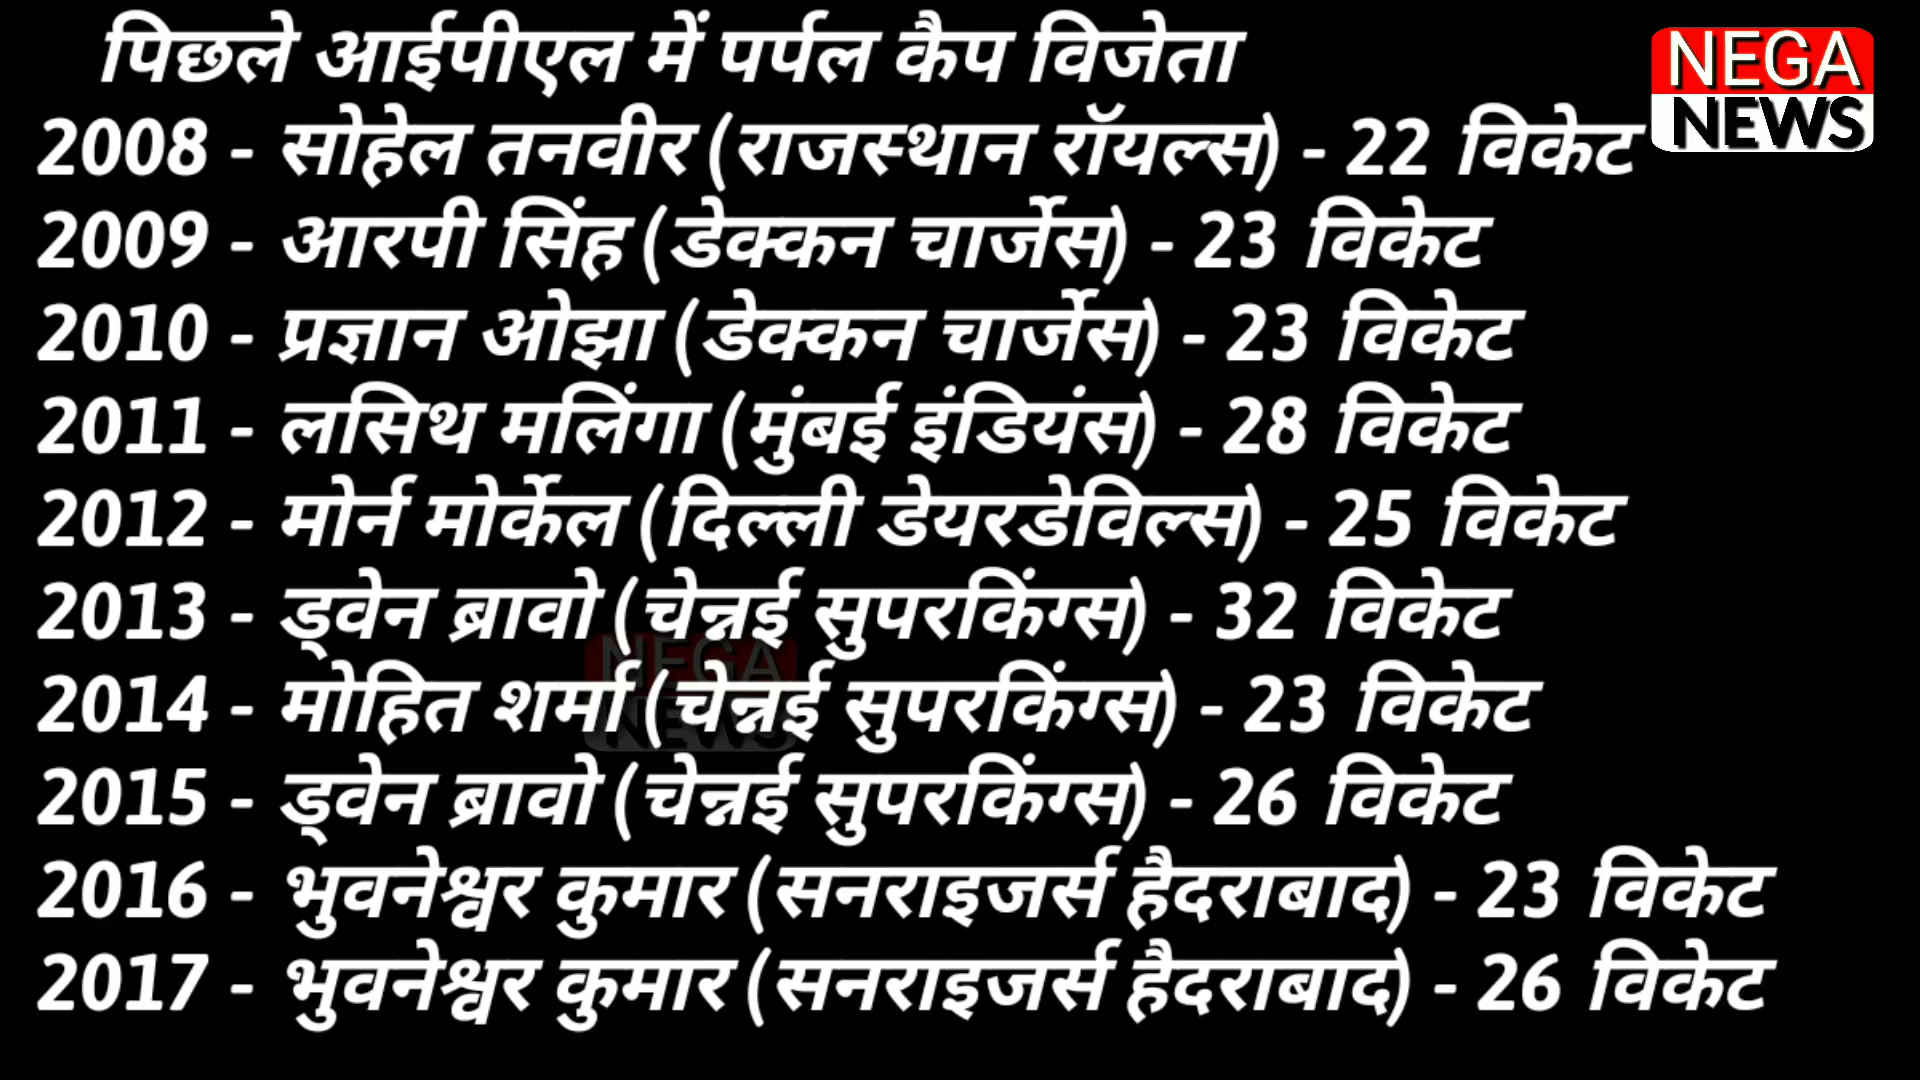 पिछले आईपीएल में पर्पल कैप विजेता
NEGA
NEWS
2008 - सोहेल तनवीर (राजस्थान रॉयल्स) - 22 विकेट
2009 - आरपी सिंह (डेक्कन चार्जेस) - 23 विकेट
2010 - प्रज्ञान ओझा (डेक्कन चार्जेस) - 23 विकेट
2011 - लसिथ मलिंगा (मुंबई इंडियंस) - 28 विकेट
2012 - मोर्न मोर्केल (दिल्ली डेयरडेविल्स) - 25 विकेट
2013 - ड्वेन ब्रावो (चेन्नई सुपरकिंग्स) - 32 विकेट
2014 - मोहित शर्मा (चेन्नई सुपरकिंग्स) - 23 विकेट
2015 - ड्वेन ब्रावो (चेन्नई सुपरकिंग्स) - 26 विकेट
2016 - भुवनेश्वर कुमार (सनराइजर्स हैदराबाद) - 23 विकेट
2017 - भुवनेश्वर कुमार (सनराइजर्स हैदराबाद) - 26 विकेट
NEGA
NEWS